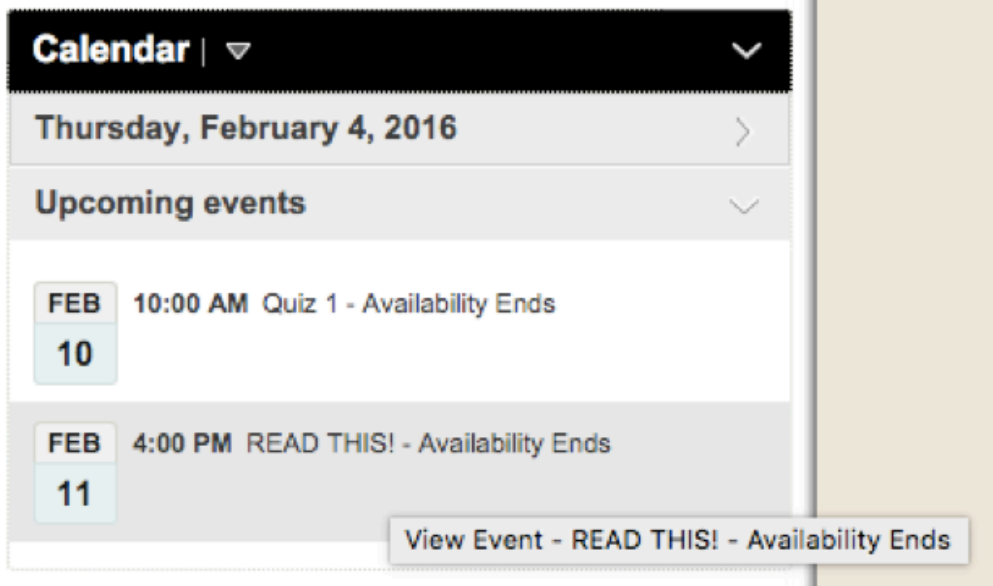 Calendar |
Thursday, February 4, 2016
Upcoming events
FEB 10:00 AM Quiz 1 - Availability Ends
10
FEB 4:00 PM READ THIS! - Availability Ends
11
View Event - READ THIS! - Availability Ends